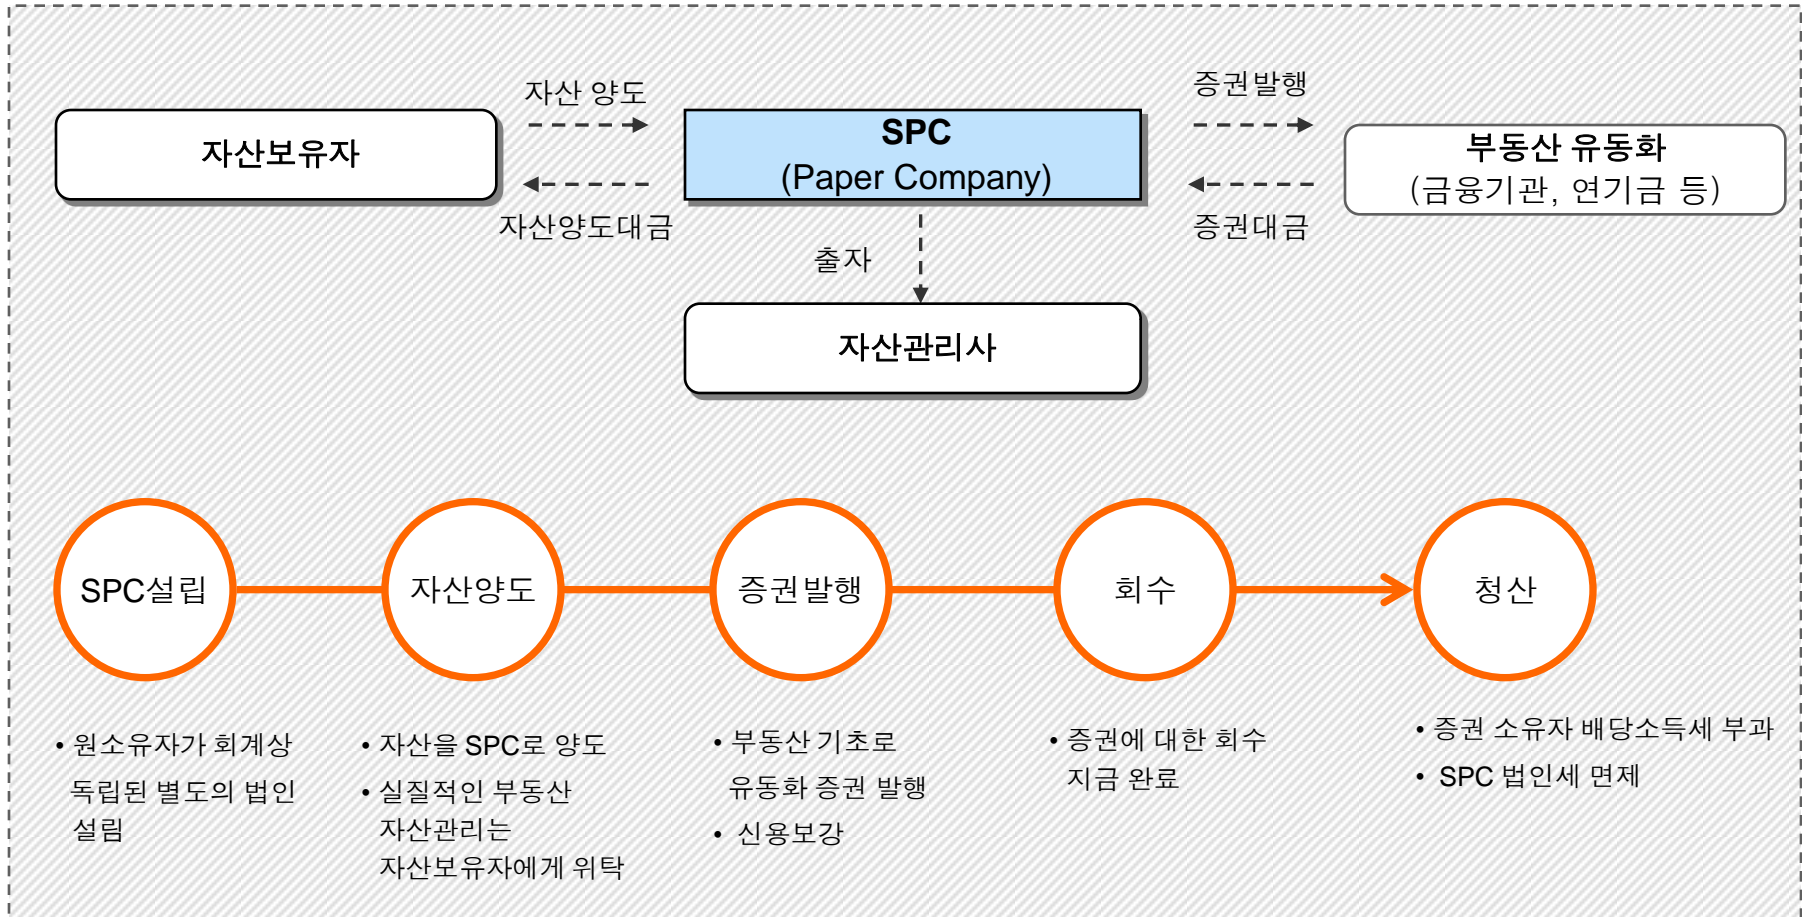 자산 양도
증권발행
자산보유자
SPC
(Paper Company)
부동산 유동화
(금융기관, 연기금 등)
자산양도대금
증권대금
출자
자산관리사
SPC설립
자산양도
증권발행
회수
청산
• 원소유자가 회계상
독립된 별도의 법인
설림
• 자산을 SPC로 양도
• 실질적인 부동산
자산관리는
자산보유자에게 위탁
• 부동산 기초로
유동화 증권 발행
• 신용보강
• 증권에 대한 회수
지금 완료
• 증권 소유자 배당소득세 부과
• SPC 법인세 면제